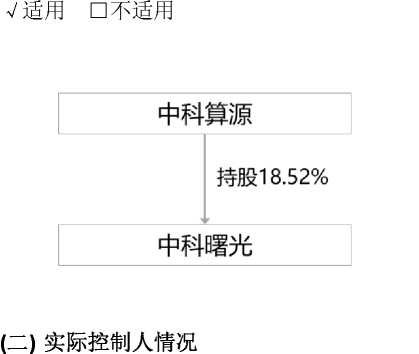 √适用 □不适用
中科算源
持股18.52%
中科曙光
(二) 实际控制人情况